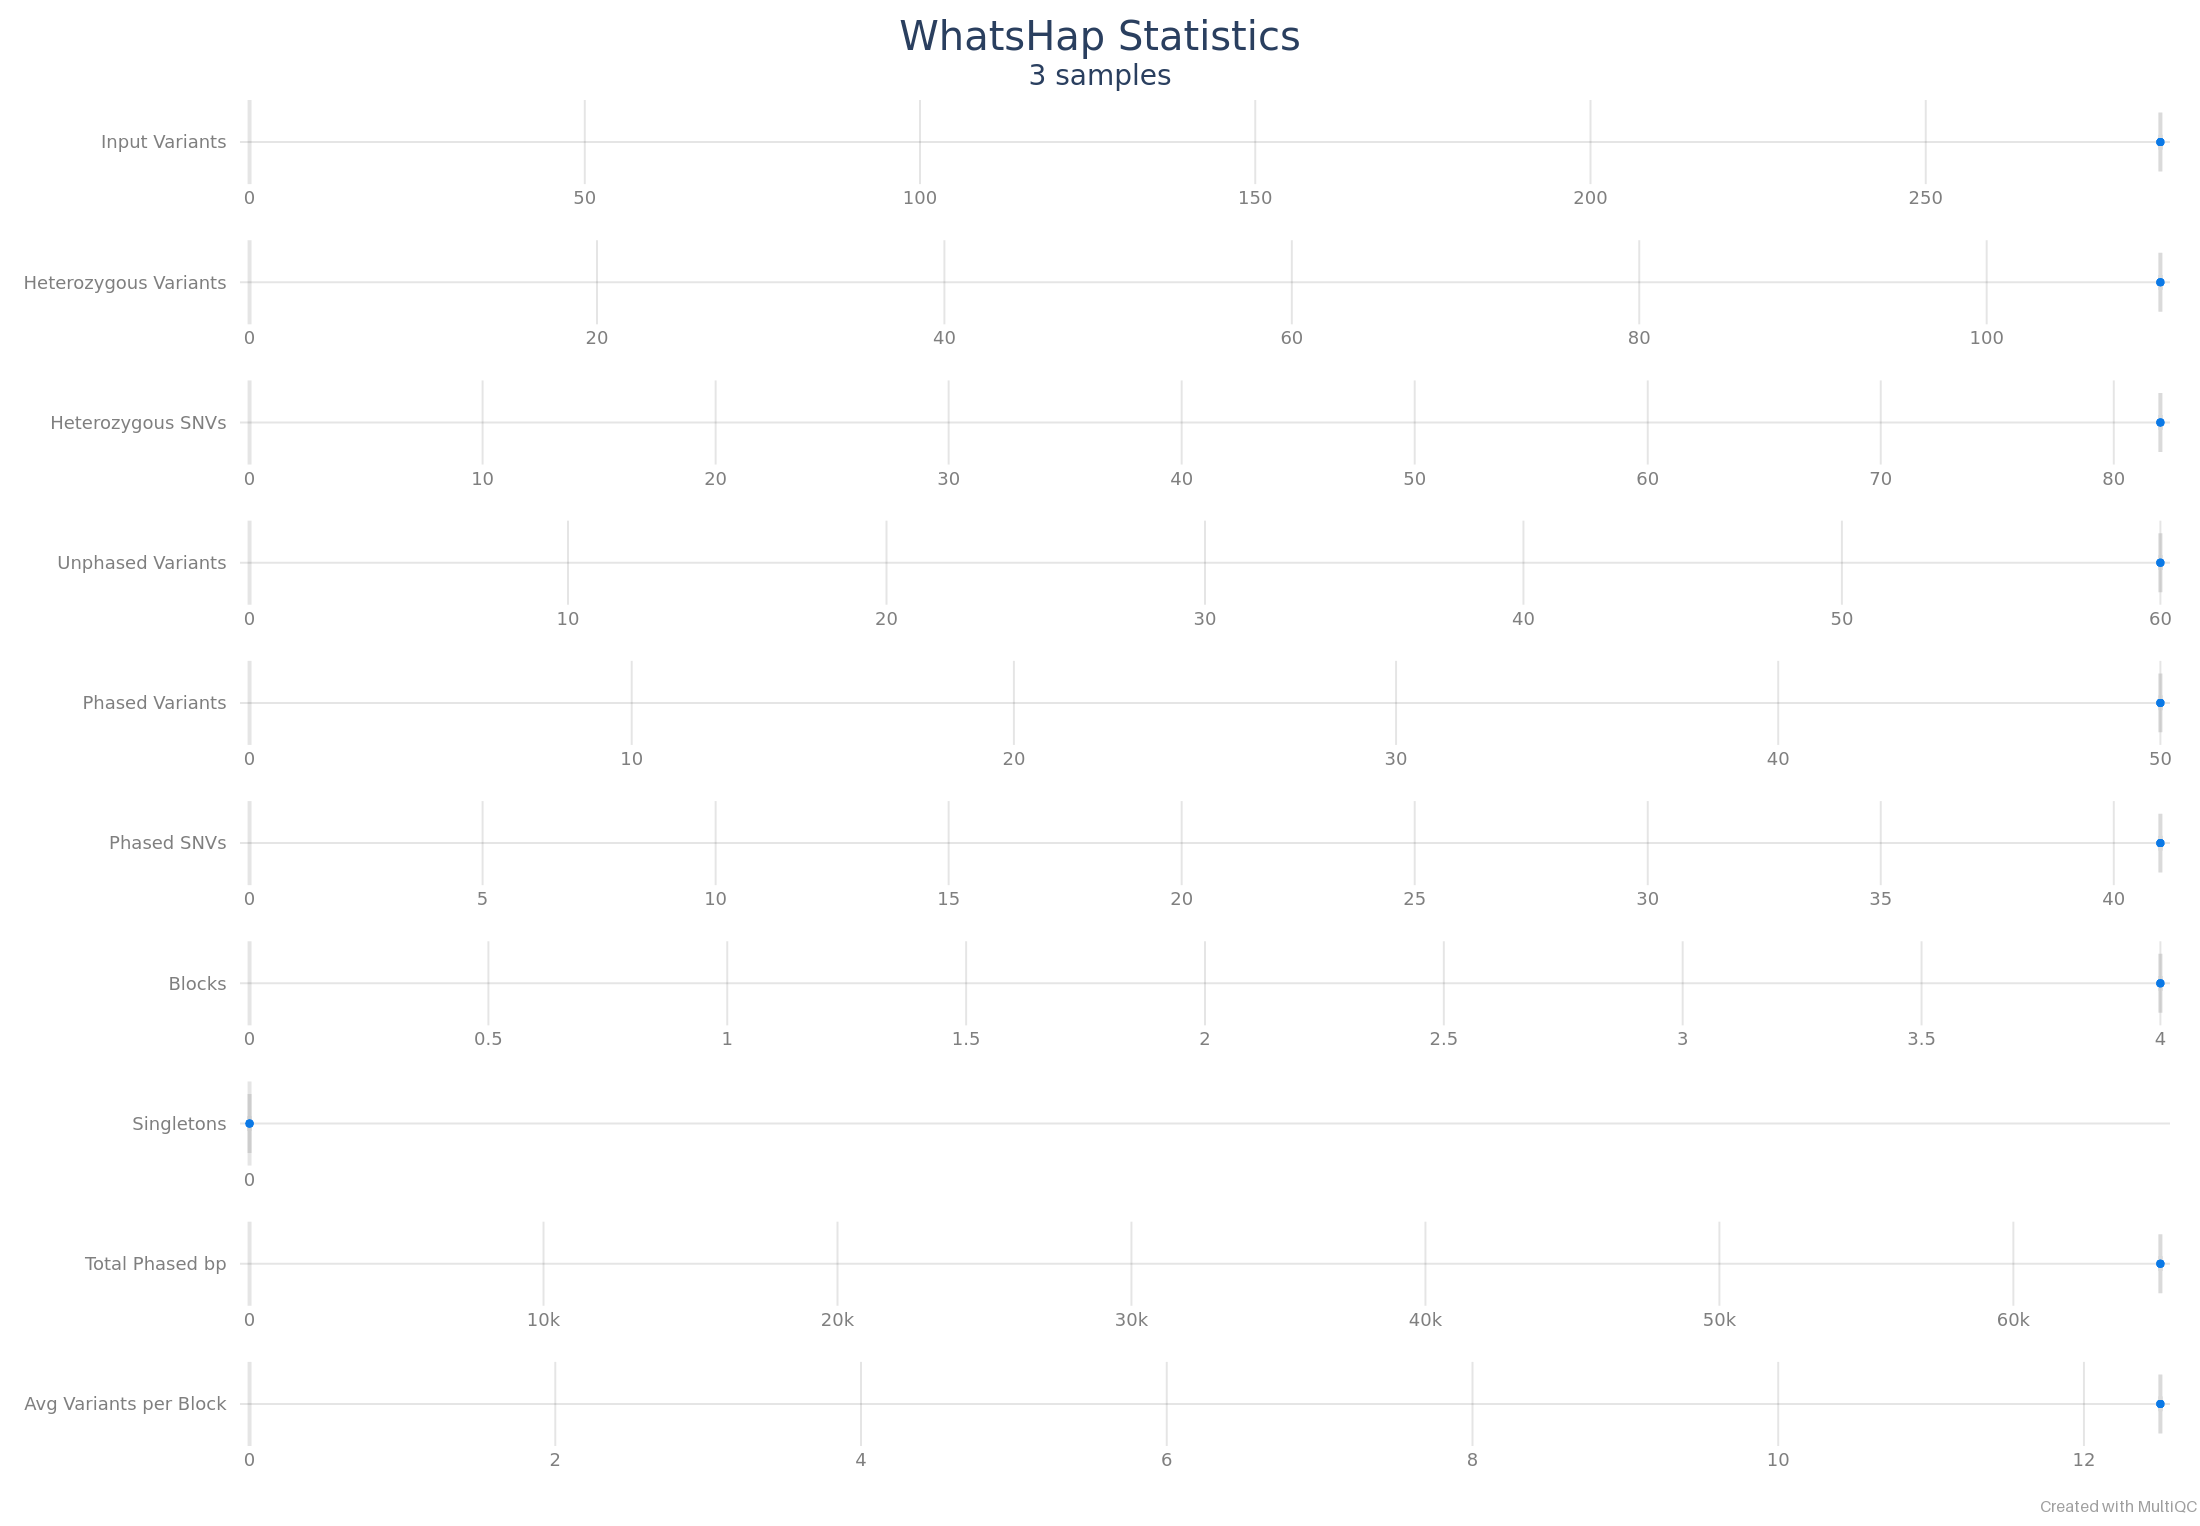 WhatsHap Statistics
3 samples
Input Variants
0 50 100 150 200 250
Heterozygous Variants
0 20 40 60 80 100
Heterozygous SNVs
0 10 20 30 40 50 60 70 80
Unphased Variants
0 10 20 30 40 50 60
Phased Variants
0 10 20 30 40 50
Phased SNVs
0 5 10 15 20 25 30 35 40
Blocks
0 0.5 1 1.5 2 2.5 3 3.5 4
Singletons
0
Total Phased bp
0 10k 20k 30k 40k 50k 60k
Avg Variants per Block
0 2 4 6 8 10 12
Created with MultiQC